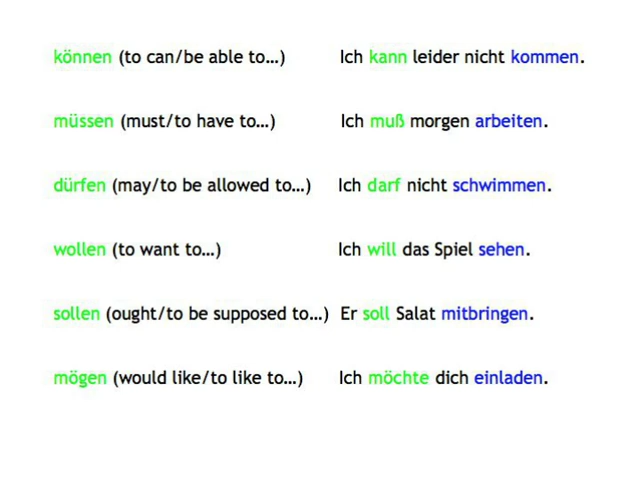 können (to can/be able to…) Ich kann leider nicht kommen.
müssen (must/to have to…) Ich muß morgen arbeiten.
dürfen (may/to be allowed to…) Ich darf nicht schwimmen.
wollen (to want to…) Ich will das Spiel sehen.
sollen (ought/to be supposed to…) Er soll Salat mitbringen.
mögen (would like/to like to…) Ich möchte dich einladen.